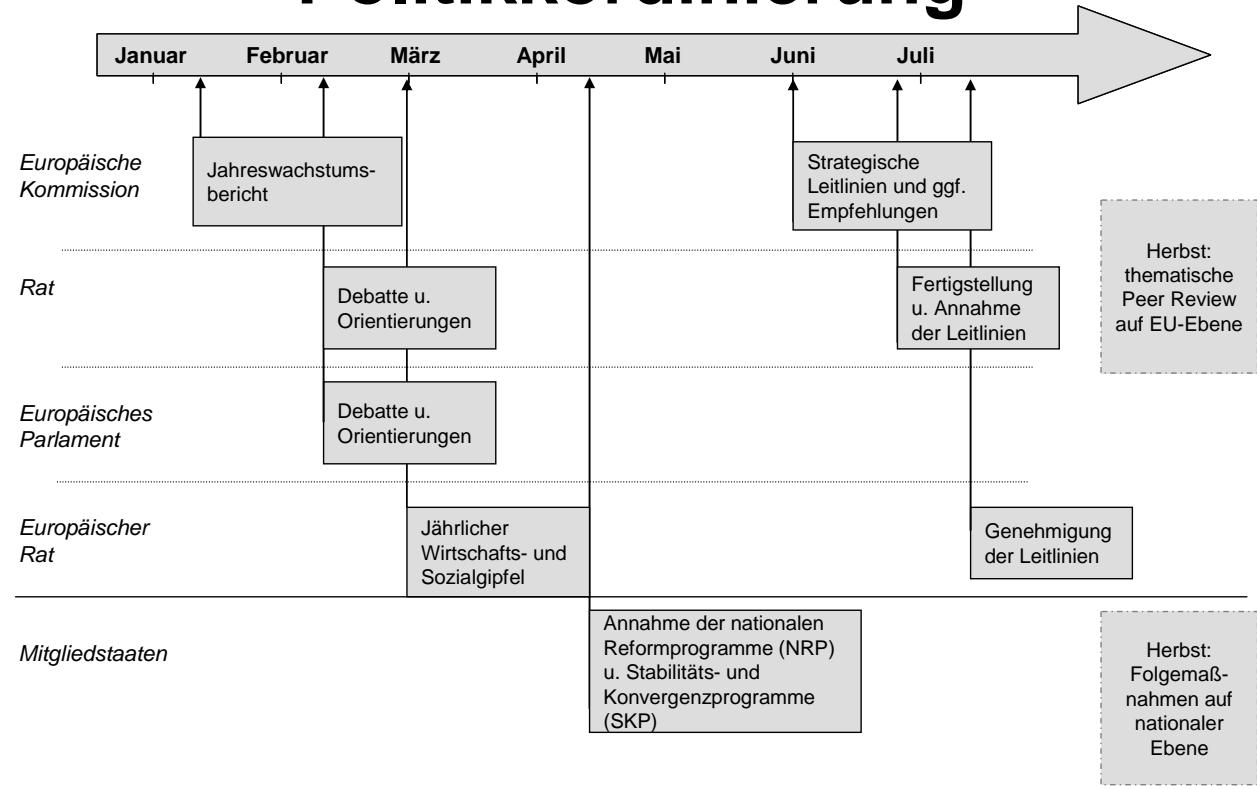 Politikkoordinierung
Januar Februar März April Mai Juni Juli
Europäische
Kommission
Jahreswachstums-
bericht
Strategische
Leitlinien und ggf.
Empfehlungen
Herbst:
thematische
Peer Review
auf EU-Ebene
Rat
Debatte u.
Orientierungen
Fertigstellung
u. Annahme
der Leitlinien
Europäisches
Parlament
Debatte u.
Orientierungen
Europäischer
Rat
Jährlicher
Wirtschafts- und
Sozialgipfel
Genehmigung
der Leitlinien
Mitgliedstaaten
Annahme der nationalen
Reformprogramme (NRP)
u. Stabilitäts- und
Konvergenzprogramme
(SKP)
Herbst:
Folgemaß-
nahmen auf
nationaler
Ebene